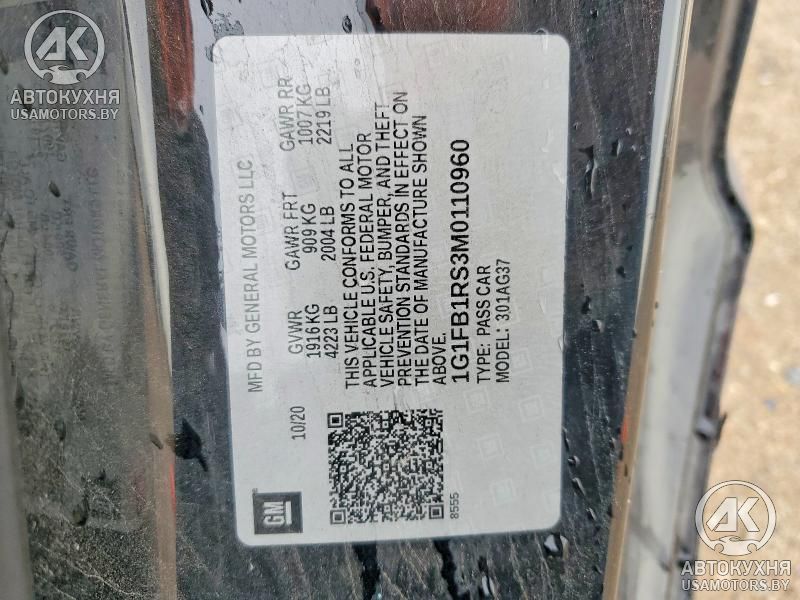 AK
АВТОКУХНЯ
USAMOTORS.BY
GM
MFD BY GENERAL MOTORS LLC
10/20
GVWR GAWR FRT GAWR RR
1916 KG 909 KG 1007 KG
4223 LB 2004 LB 2219 LB
THIS VEHICLE CONFORMS TO ALL
APPLICABLE U.S. FEDERAL MOTOR
VEHICLE SAFETY, BUMPER, AND THEFT
PREVENTION STANDARDS IN EFFECT ON
THE DATE OF MANUFACTURE SHOWN
ABOVE.
1G1FB1RS3M0110960
TYPE: PASS CAR
MODEL: 301AG37
8555
AK
АВТОКУХНЯ
USAMOTORS.BY